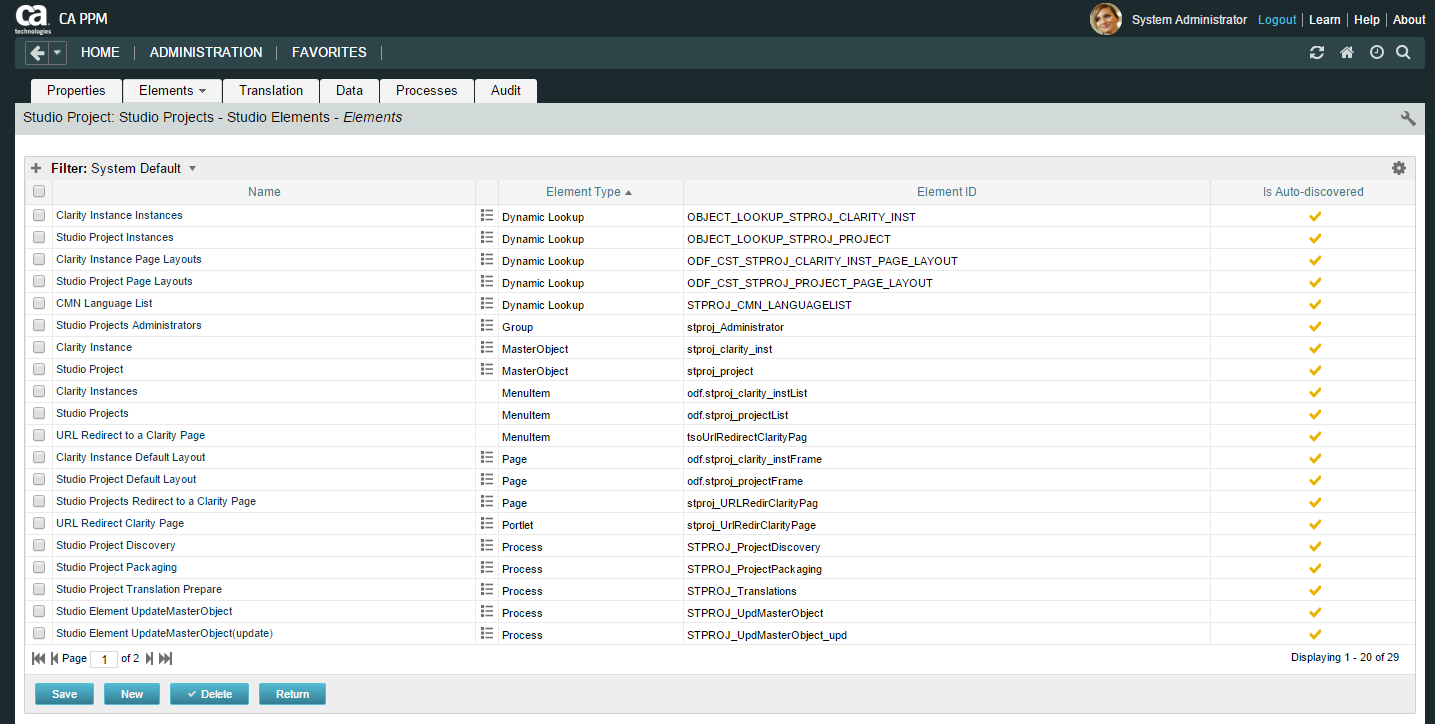 ca technologies CA PPM System Administrator Logout Learn Help About
HOME ADMINISTRATION FAVORITES
Properties Elements Translation Data Processes Audit
Studio Project: Studio Projects - Studio Elements - Elements
Filter: System Default
Name Element Type Element ID Is Auto-discovered
Clarity Instance Instances Dynamic Lookup OBJECT_LOOKUP_STPROJ_CLARITY_INST
Studio Project Instances Dynamic Lookup OBJECT_LOOKUP_STPROJ_PROJECT
Clarity Instance Page Layouts Dynamic Lookup ODF_CST_STPROJ_CLARITY_INST_PAGE_LAYOUT
Studio Project Page Layouts Dynamic Lookup ODF_CST_STPROJ_PROJECT_PAGE_LAYOUT
CMN Language List Dynamic Lookup STPROJ_CMN_LANGUAGELIST
Studio Projects Administrators Group stproj_Administrator
Clarity Instance MasterObject stproj_clarity_inst
Studio Project MasterObject stproj_project
Clarity Instances MenuItem odf.stproj_clarity_instList
Studio Projects MenuItem odf.stproj_projectList
URL Redirect to a Clarity Page MenuItem tsoUrlRedirectClarityPag
Clarity Instance Default Layout Page odf.stproj_clarity_instFrame
Studio Project Default Layout Page odf.stproj_projectFrame
Studio Projects Redirect to a Clarity Page Page stproj_URLRedirClarityPag
URL Redirect Clarity Page Portlet stproj_UrlRedirClarityPage
Studio Project Discovery Process STPROJ_ProjectDiscovery
Studio Project Packaging Process STPROJ_ProjectPackaging
Studio Project Translation Prepare Process STPROJ_Translations
Studio Element UpdateMasterObject Process STPROJ_UpdMasterObject
Studio Element UpdateMasterObject(update) Process STPROJ_UpdMasterObject_upd
Page 1 of 2 Displaying 1 - 20 of 29
Save New Delete Return